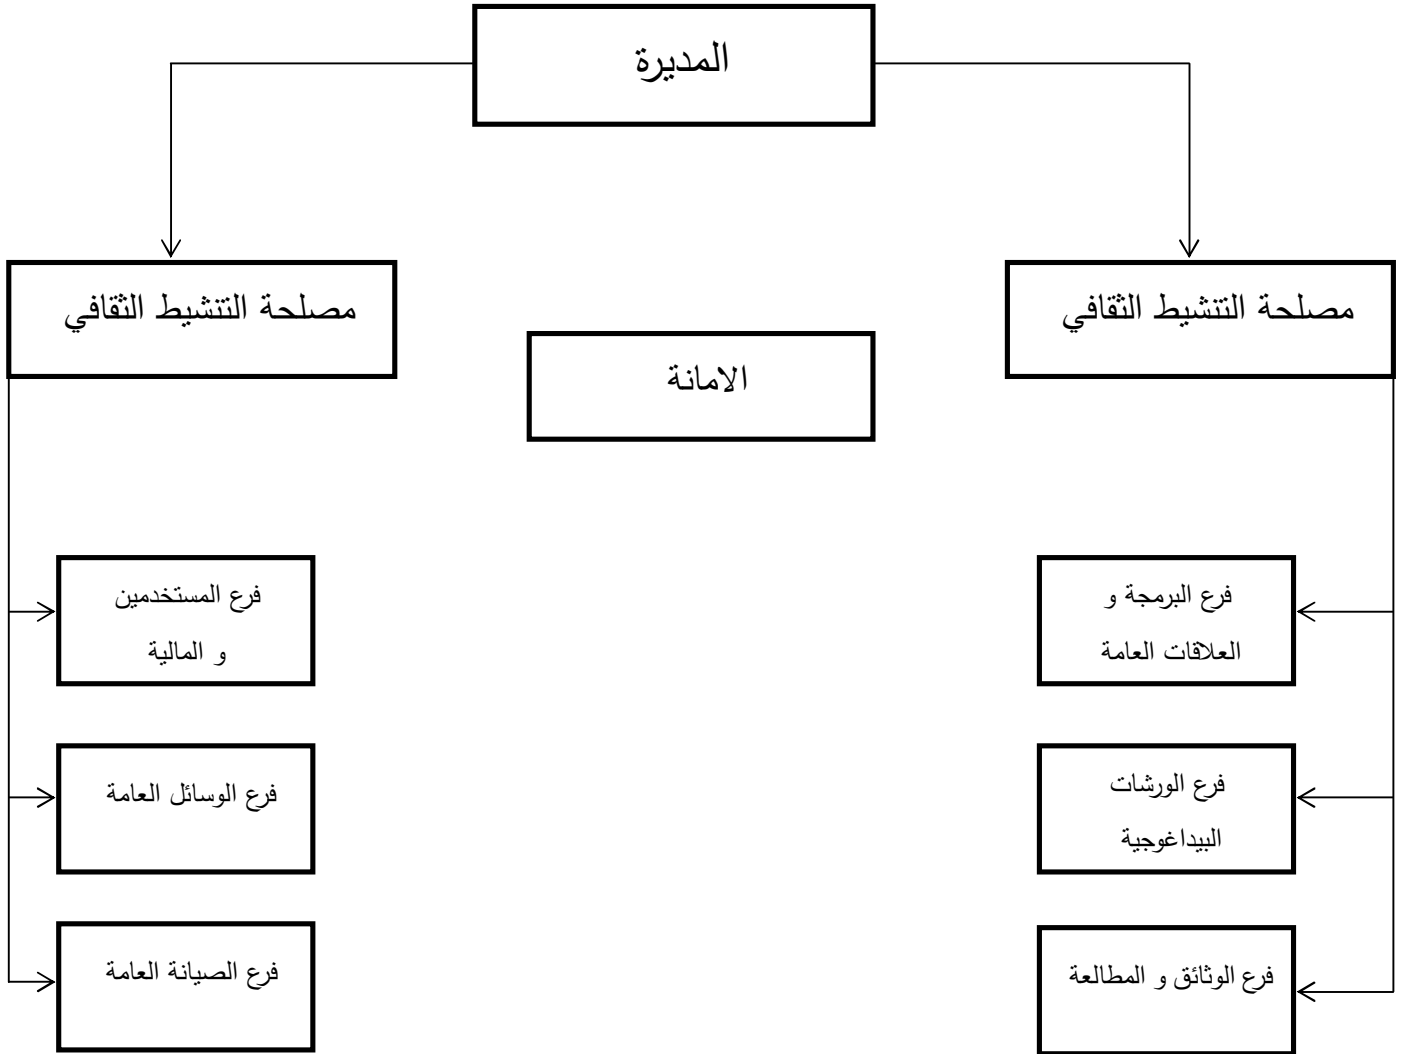 المديرة
مصلحة التنشيط الثقافي
مصلحة التنشيط الثقافي
الامانة
فرع البرمجة و
العلاقات العامة
فرع المستخدمين
و المالية
فرع الورشات
البيداغوجية
فرع الوسائل العامة
فرع الوثائق و المطالعة
فرع الصيانة العامة